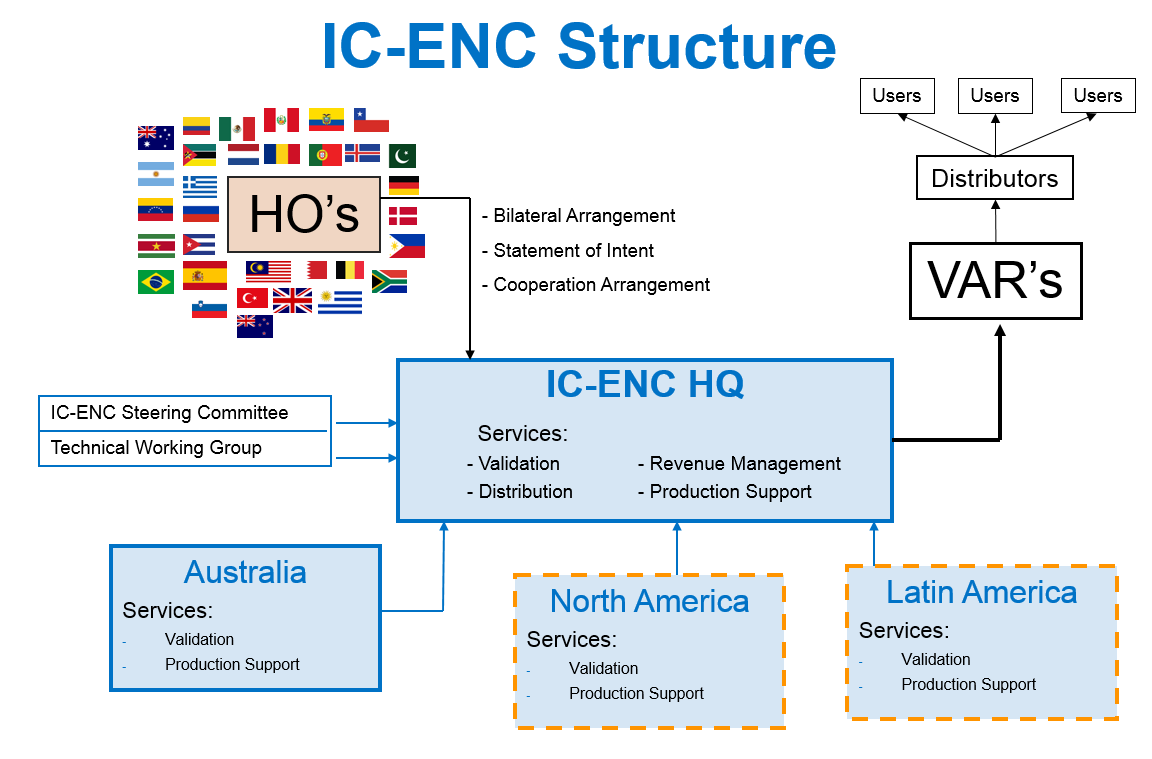 IC-ENC Structure
Users
Users
Users
Distributors
VAR's
HO's
- Bilateral Arrangement
- Statement of Intent
- Cooperation Arrangement
IC-ENC HQ
Services:
- Validation
- Revenue Management
- Distribution
- Production Support
IC-ENC Steering Committee
Technical Working Group
Australia
Services:
- Validation
- Production Support
North America
Services:
- Validation
- Production Support
Latin America
Services:
- Validation
- Production Support